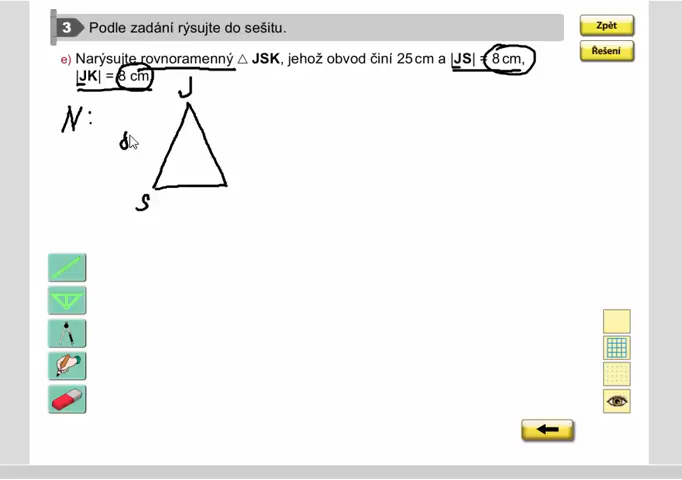 3 Podle zadání rýsujte do sešitu.
Zpět
Řešení
e) Narýsujte rovnoramenný △ JSK, jehož obvod činí 25 cm a |JS| = 8 cm,
|JK| = 8 cm.
J
N:
8
S